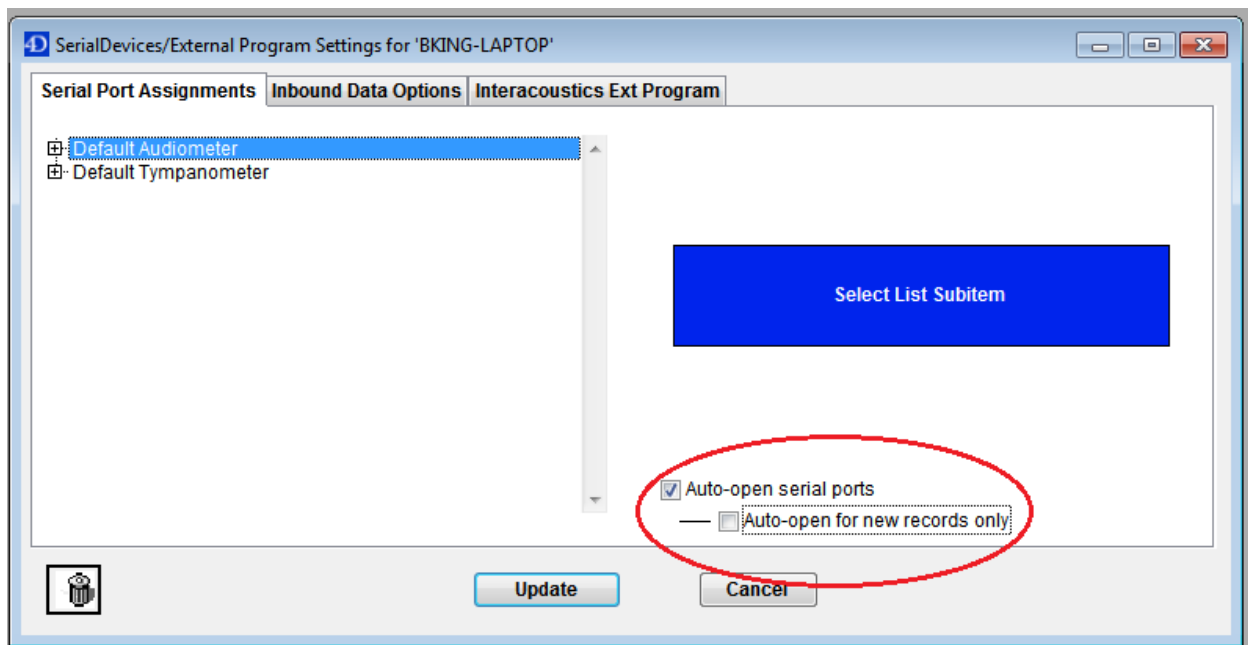 4D SerialDevices/External Program Settings for 'BKING-LAPTOP'
Serial Port Assignments Inbound Data Options Interacoustics Ext Program
Default Audiometer
Default Tympanometer
Select List Subitem
Auto-open serial ports
Auto-open for new records only
Update Cancel